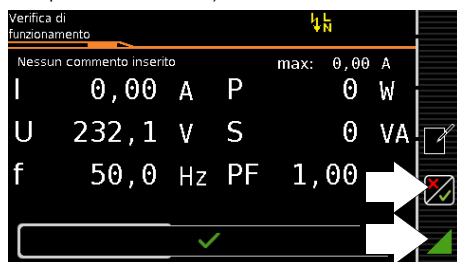 Verifica di
funzionamento
L N
Nessun commento inserito max: 0,00 A
I 0,00 A P 0 W
U 232,1 V S 0 VA
f 50,0 Hz PF 1,00